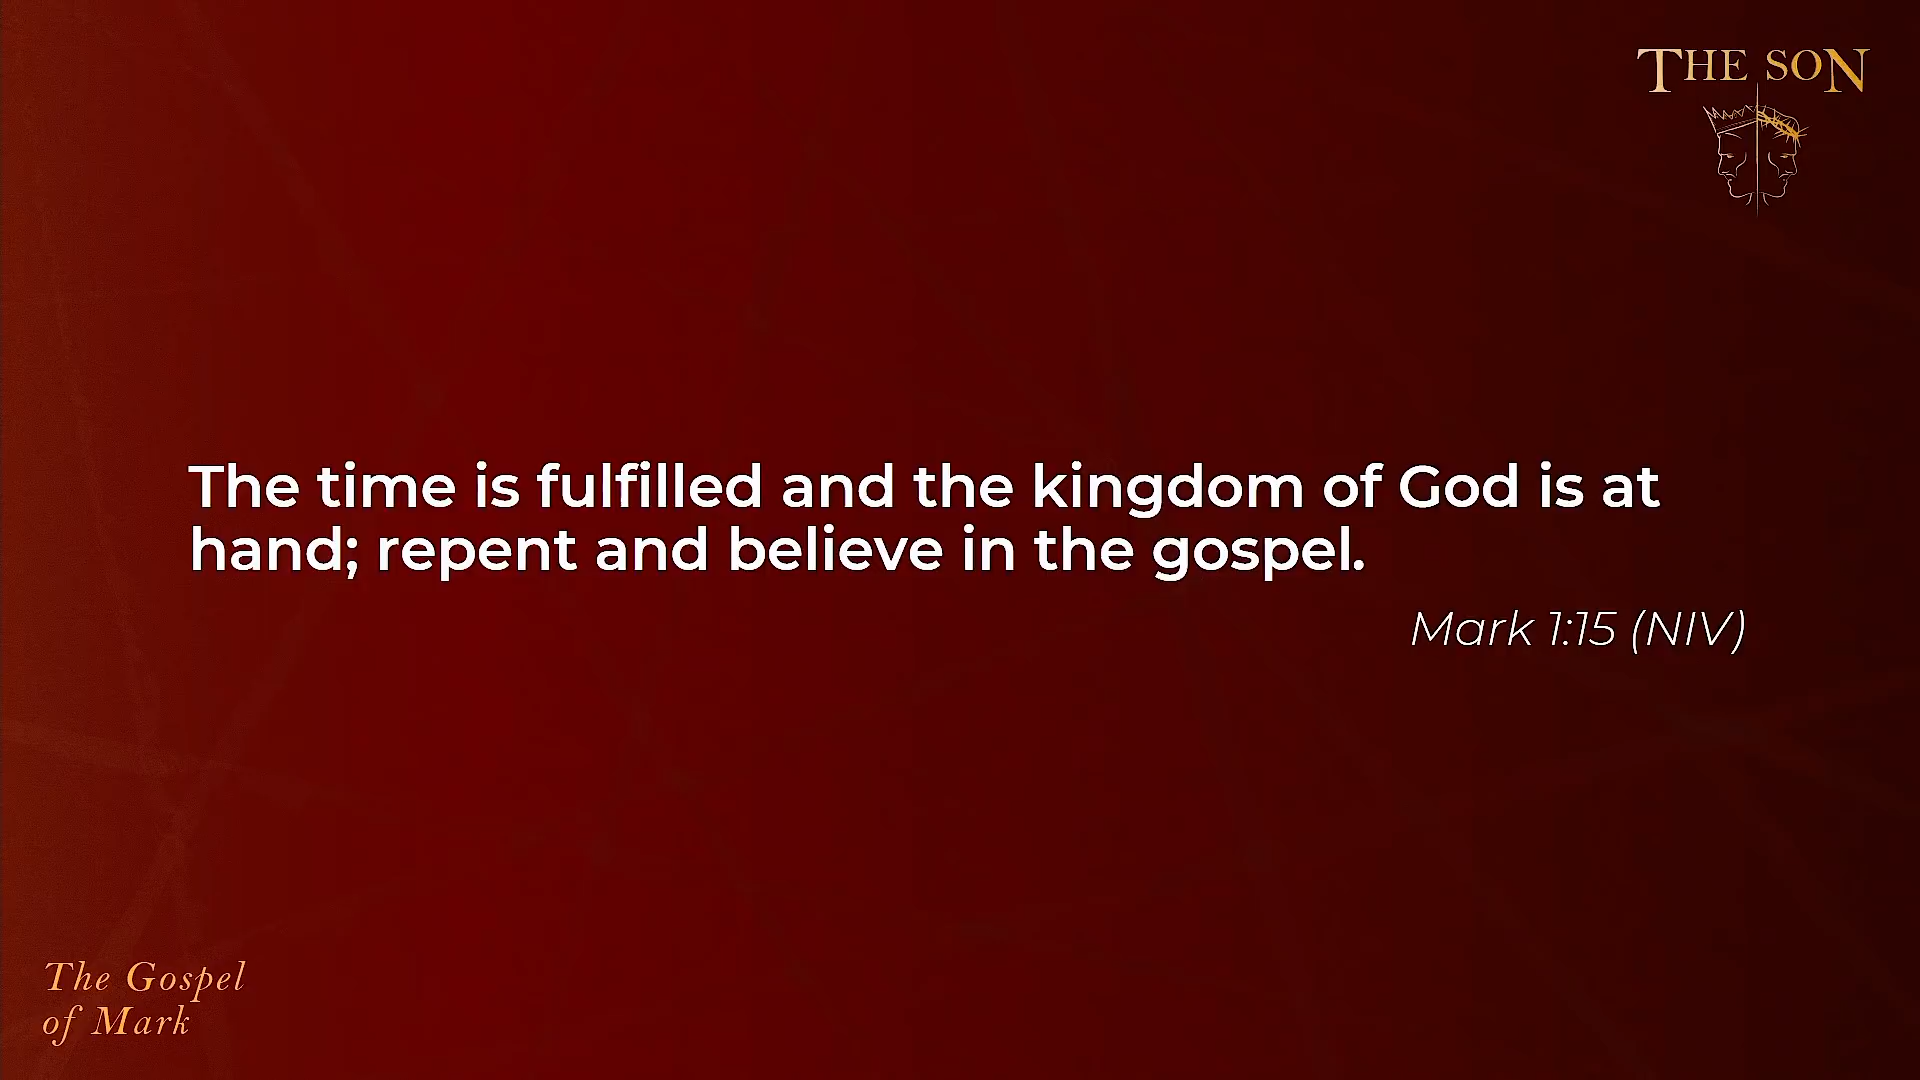 THE SON
The time is fulfilled and the kingdom of God is at
hand; repent and believe in the gospel.
Mark 1:15 (NIV)
The Gospel
of Mark